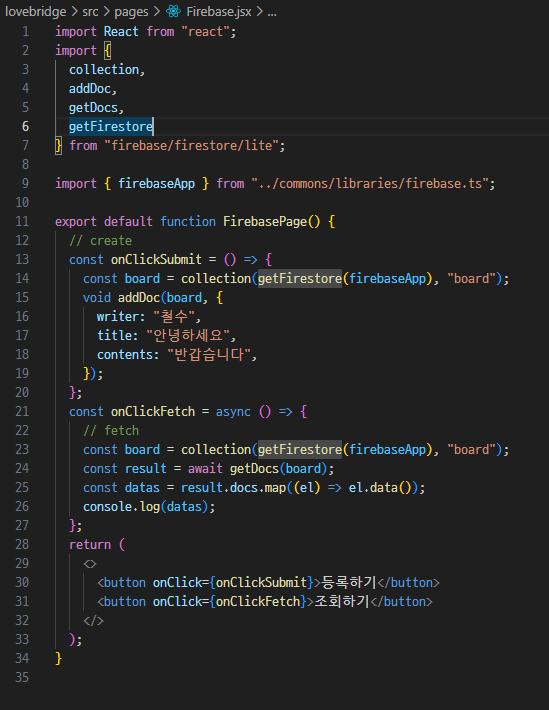 lovebridge > src > pages > Firebase.jsx > ...
1 import React from "react";
2 import {
3   collection,
4   addDoc,
5   getDocs,
6   getFirestore
7 } from "firebase/firestore/lite";
8
9 import { firebaseApp } from "../commons/libraries/firebase.ts";
10
11 export default function FirebasePage() {
12   // create
13   const onClickSubmit = () => {
14     const board = collection(getFirestore(firebaseApp), "board");
15     void addDoc(board, {
16       writer: "철수",
17       title: "안녕하세요",
18       contents: "반갑습니다",
19     });
20   };
21   const onClickFetch = async () => {
22     // fetch
23     const board = collection(getFirestore(firebaseApp), "board");
24     const result = await getDocs(board);
25     const datas = result.docs.map((el) => el.data());
26     console.log(datas);
27   };
28   return (
29     <>
30       <button onClick={onClickSubmit}>등록하기</button>
31       <button onClick={onClickFetch}>조회하기</button>
32     </>
33   );
34 }
35